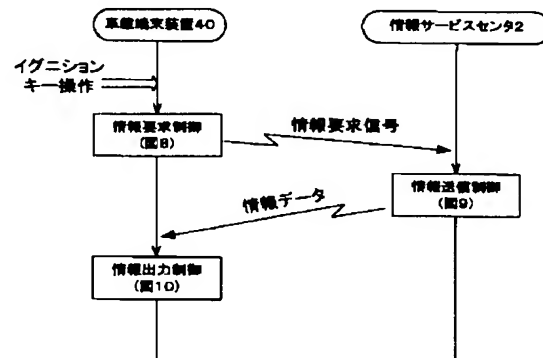 車載端末装置40
情報サービスセンタ2
イグニション
キー操作
情報要求制御
(図8)
情報要求信号
情報送信制御
(図9)
情報データ
情報出力制御
(図10)